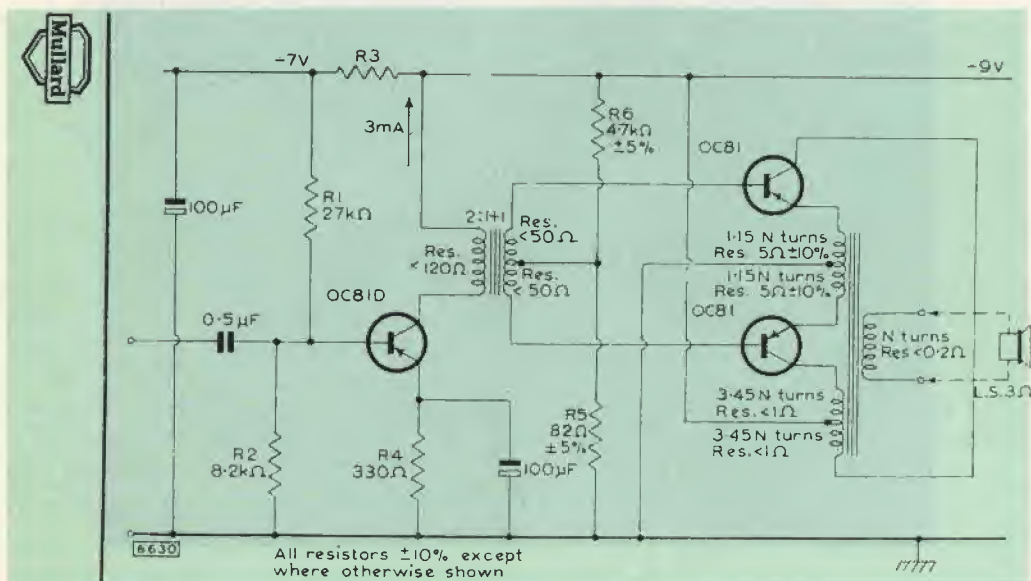 Mullard
-7V
R3
-9V
3mA
R6
4.7kΩ
±5%
OC81
100μF
R1
27kΩ
2:1+1
Res.
<50Ω
Res.
<120Ω
Res.
<50Ω
1.15 N turns
Res. 5Ω±10%
1.15N turns
Res. 5Ω±10%
OC81D
OC81
0.5μF
N turns
Res<0.2Ω
L.S.3Ω
R2
8.2kΩ
R4
330Ω
100μF
R5
82Ω
±5%
3.45N turns
Res.<1Ω
3.45N turns
Res.<1Ω
6630
All resistors ±10% except
where otherwise shown